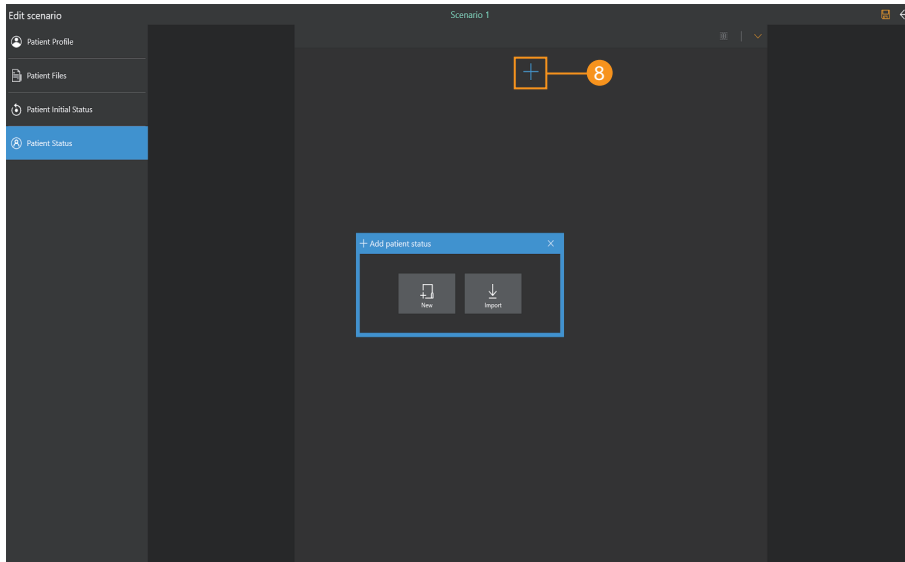 Edit scenario
Scenario 1
Patient Profile
Patient Files
Patient Initial Status
Patient Status
8
Add patient status
New
Import